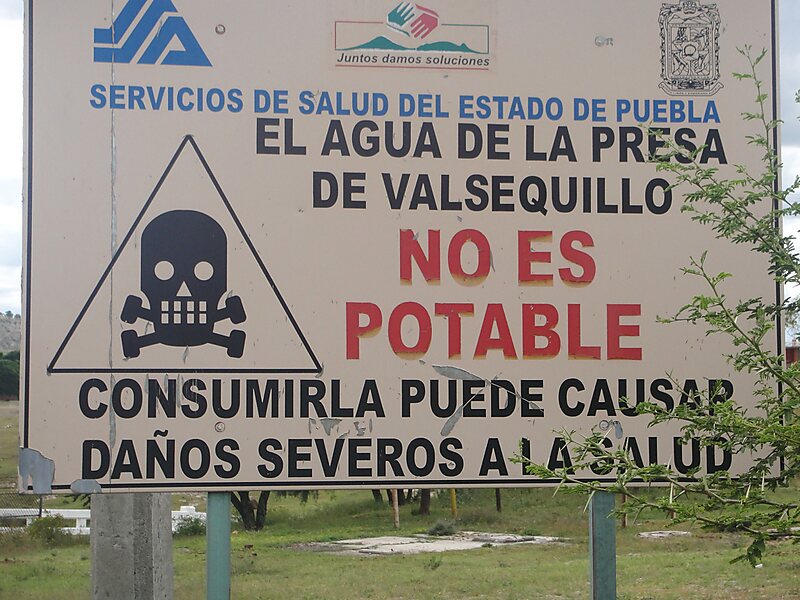 Juntos damos soluciones
SERVICIOS DE SALUD DEL ESTADO DE PUEBLA
EL AGUA DE LA PRESA
DE VALSEQUILLO
NO ES
POTABLE
CONSUMIRLA PUEDE CAUSAR
DAÑOS SEVEROS A LA SALUD